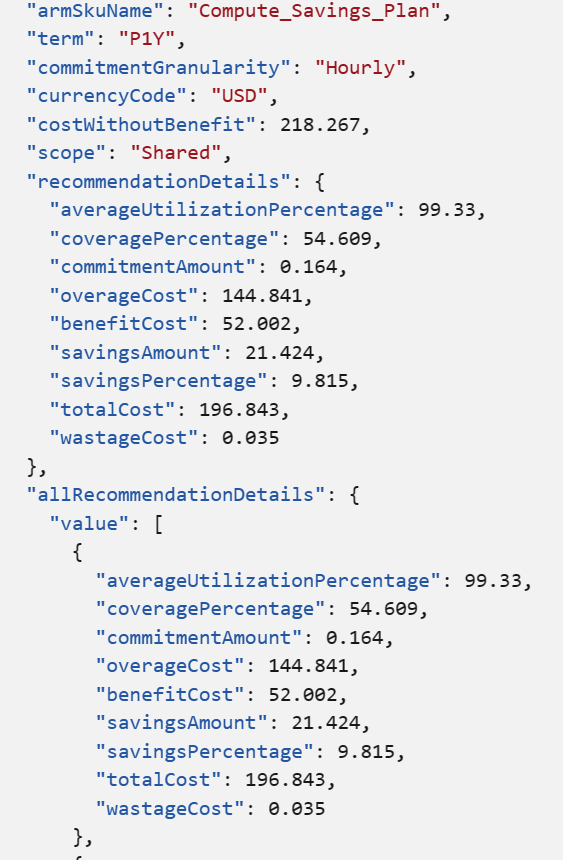 "armSkuName": "Compute_Savings_Plan",
"term": "P1Y",
"commitmentGranularity": "Hourly",
"currencyCode": "USD",
"costWithoutBenefit": 218.267,
"scope": "Shared",
"recommendationDetails": {
"averageUtilizationPercentage": 99.33,
"coveragePercentage": 54.609,
"commitmentAmount": 0.164,
"overageCost": 144.841,
"benefitCost": 52.002,
"savingsAmount": 21.424,
"savingsPercentage": 9.815,
"totalCost": 196.843,
"wastageCost": 0.035
},
"allRecommendationDetails": {
"value": [
{
"averageUtilizationPercentage": 99.33,
"coveragePercentage": 54.609,
"commitmentAmount": 0.164,
"overageCost": 144.841,
"benefitCost": 52.002,
"savingsAmount": 21.424,
"savingsPercentage": 9.815,
"totalCost": 196.843,
"wastageCost": 0.035
},